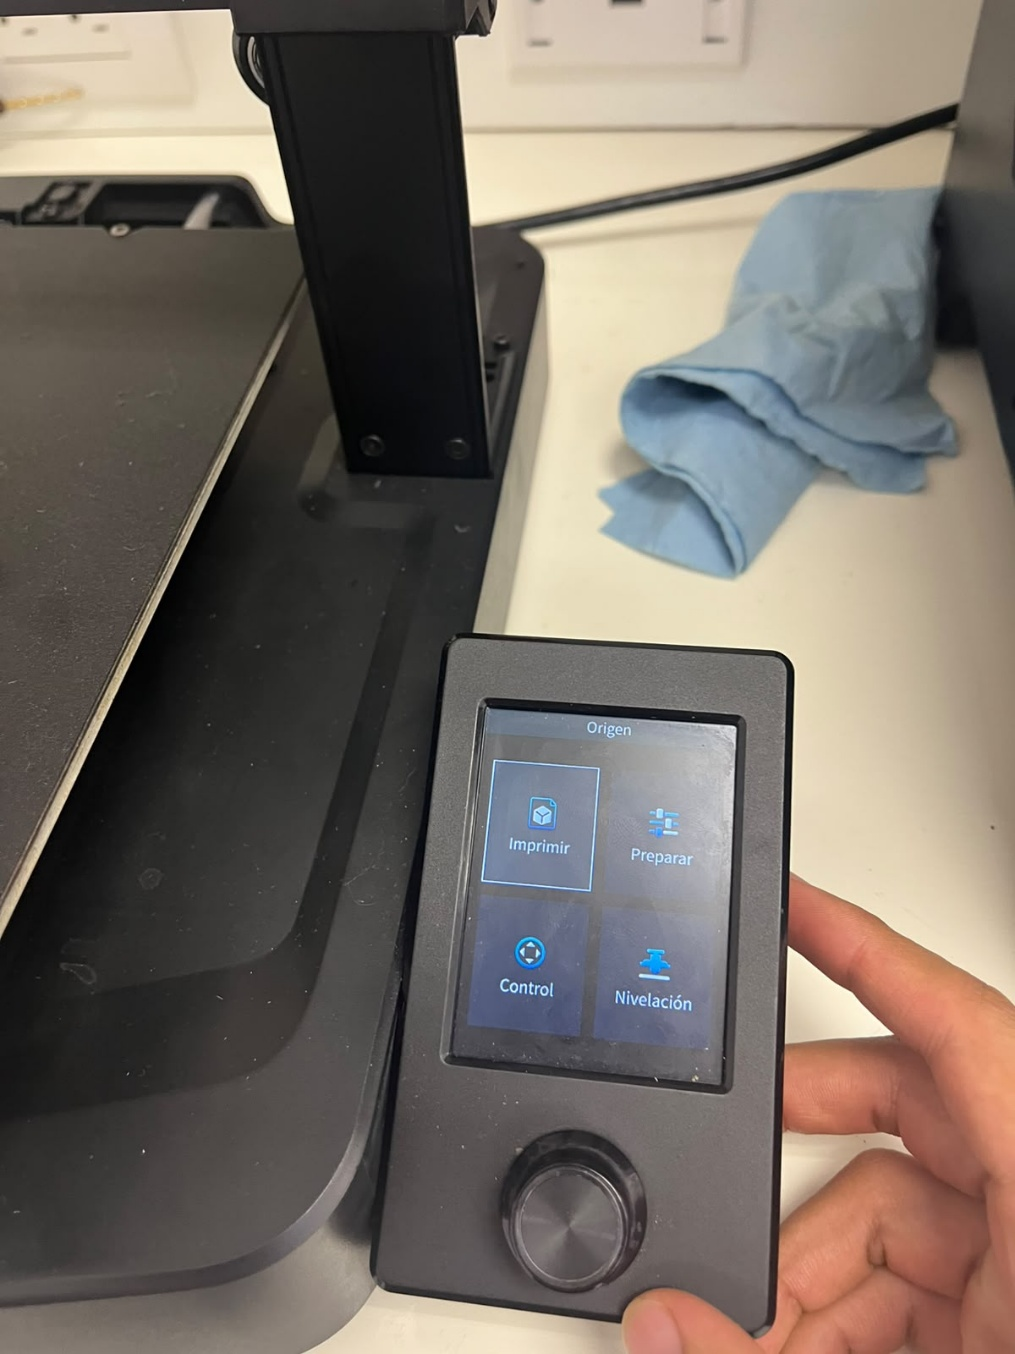 Origen
Imprimir
Preparar
Control
Nivelación